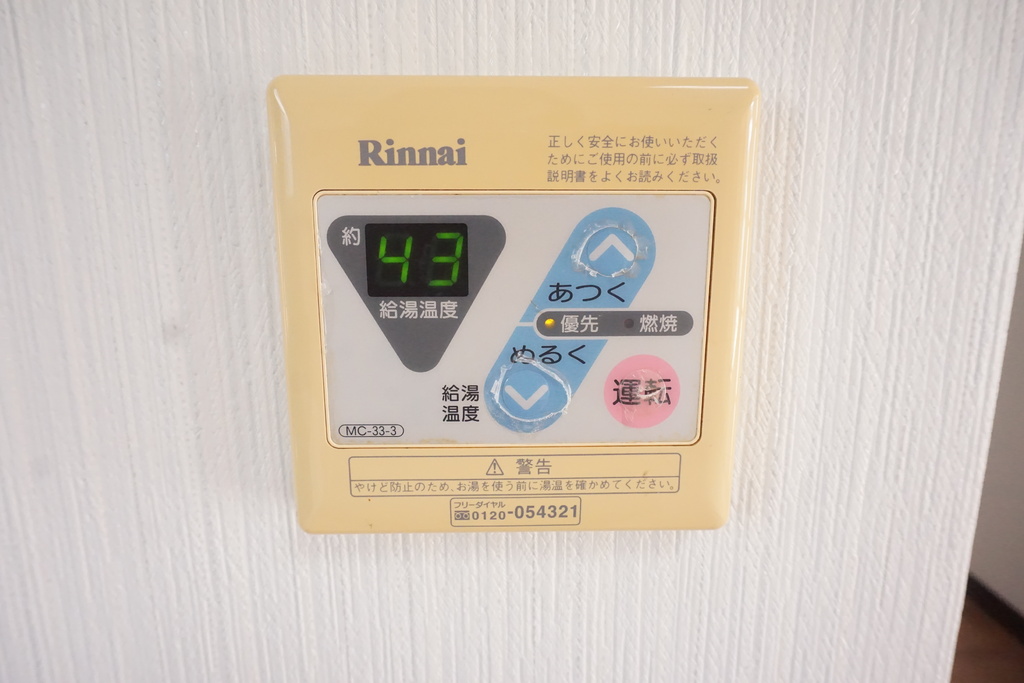 Rinnai
正しく安全にお使いいただく
ためにご使用の前に必ず取扱
説明書をよくお読みください。
約 43
給湯温度
あつく
優先 燃焼
ぬるく
給湯
温度
運転
MC-33-3
⚠ 警告
やけど防止のため、お湯を使う前に湯温を確かめてください。
フリーダイヤル
0120-054321